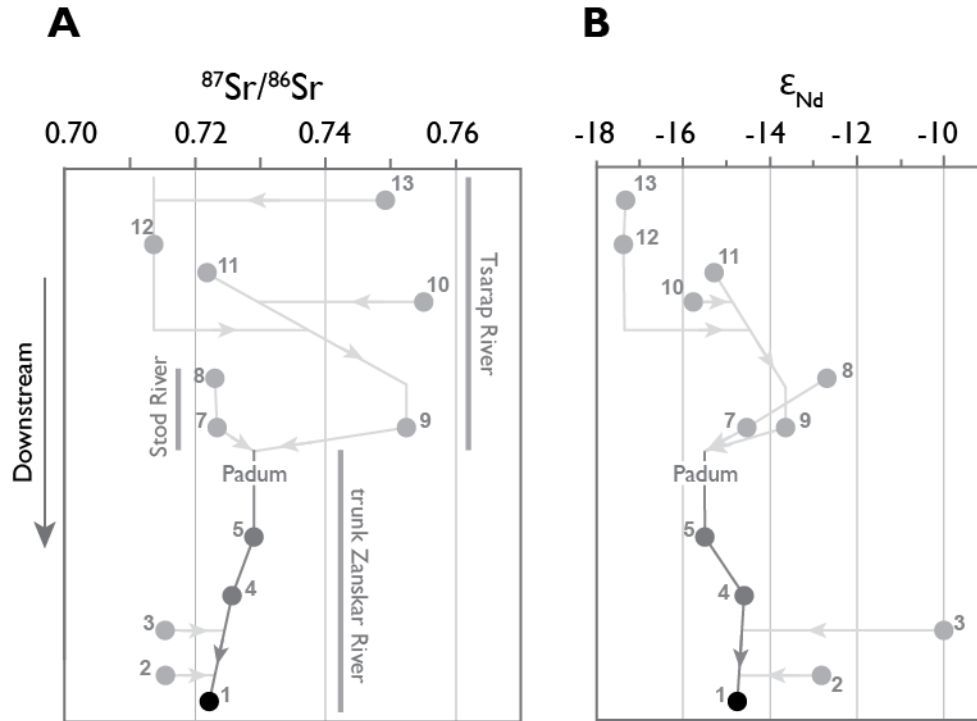 A
B
⁸⁷Sr/⁸⁶Sr
εNd
0.70 0.72 0.74 0.76
-18 -16 -14 -12 -10
13
12
11
10
8
7
9
Padum
5
4
3
2
1
Downstream
Stod River
Tsarap River
trunk Zanskar River
13
12
11
10
8
7
9
Padum
5
4
3
2
1